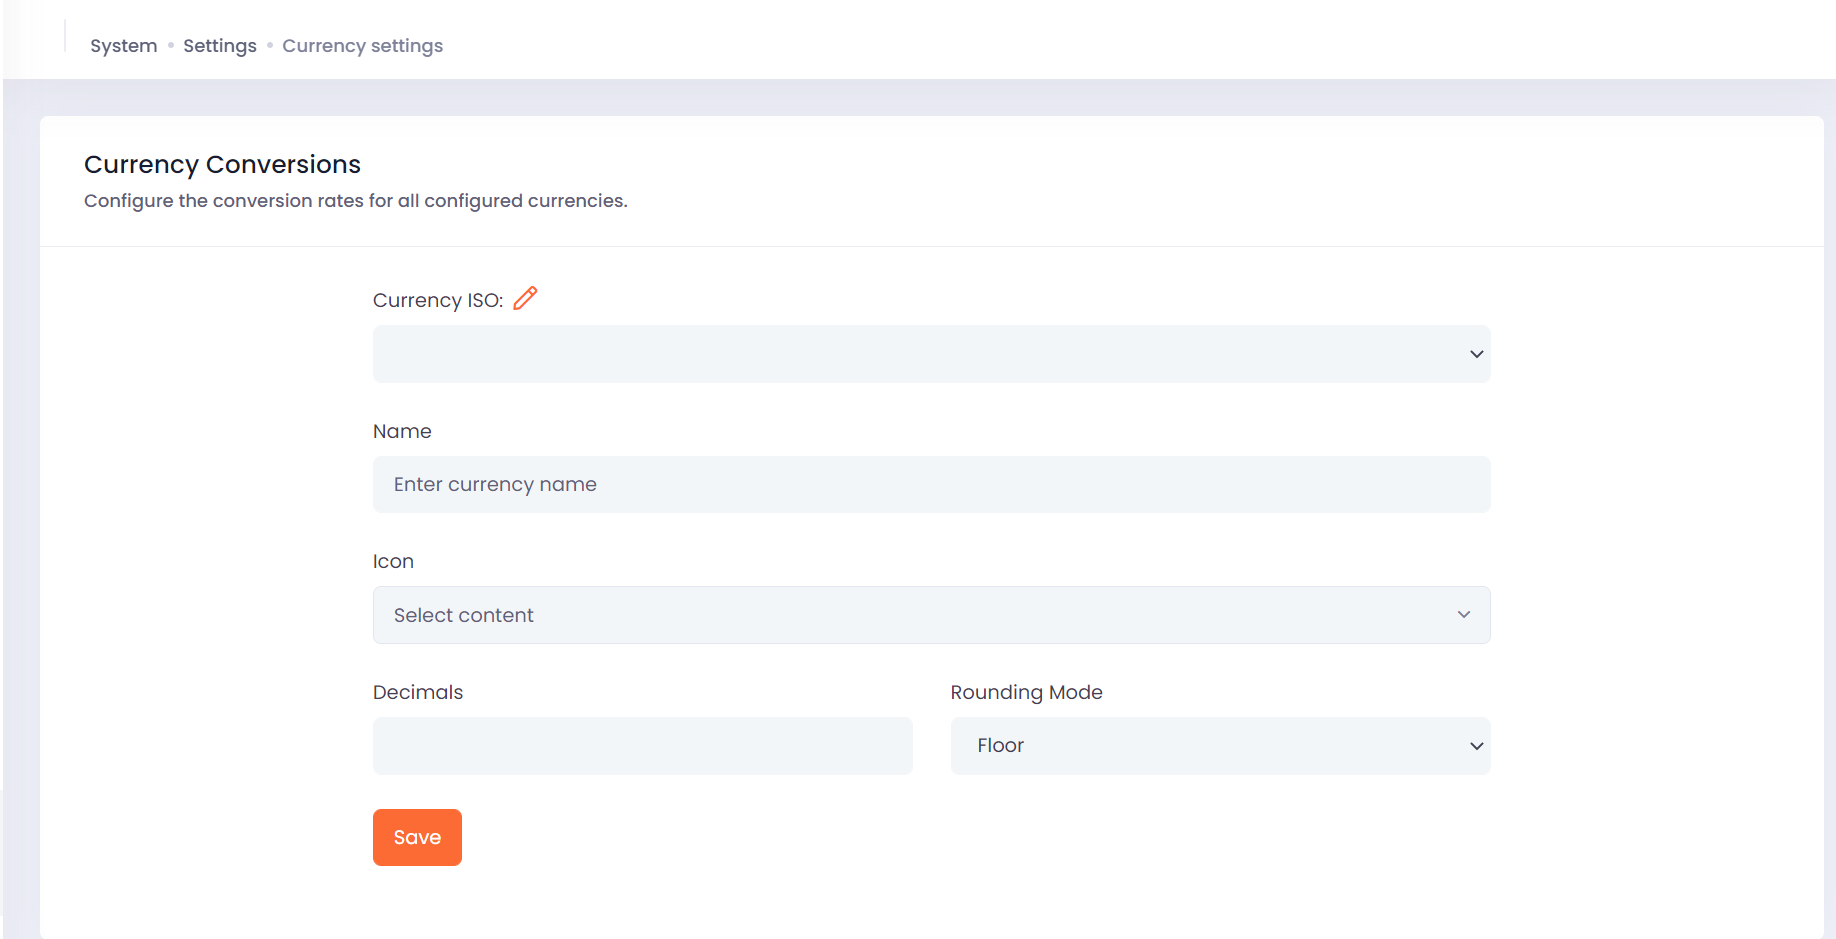 System • Settings • Currency settings
Currency Conversions
Configure the conversion rates for all configured currencies.
Currency ISO:
Name
Enter currency name
Icon
Select content
Decimals Rounding Mode
Floor
Save